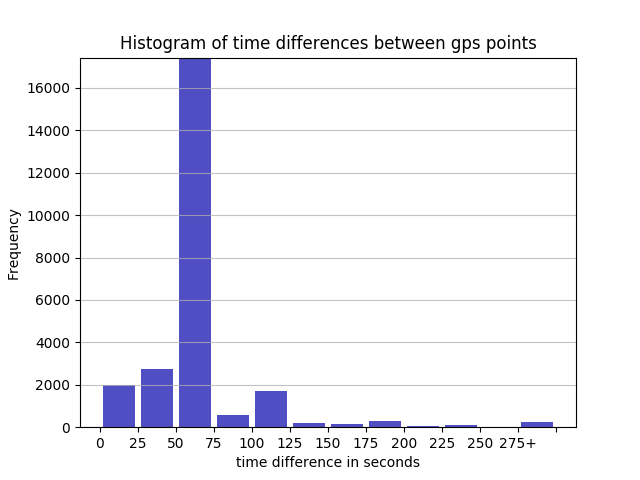 Histogram of time differences between gps points
16000
14000
12000
10000
8000
6000
4000
2000
0
Frequency
0 25 50 75 100 125 150 175 200 225 250 275+
time difference in seconds